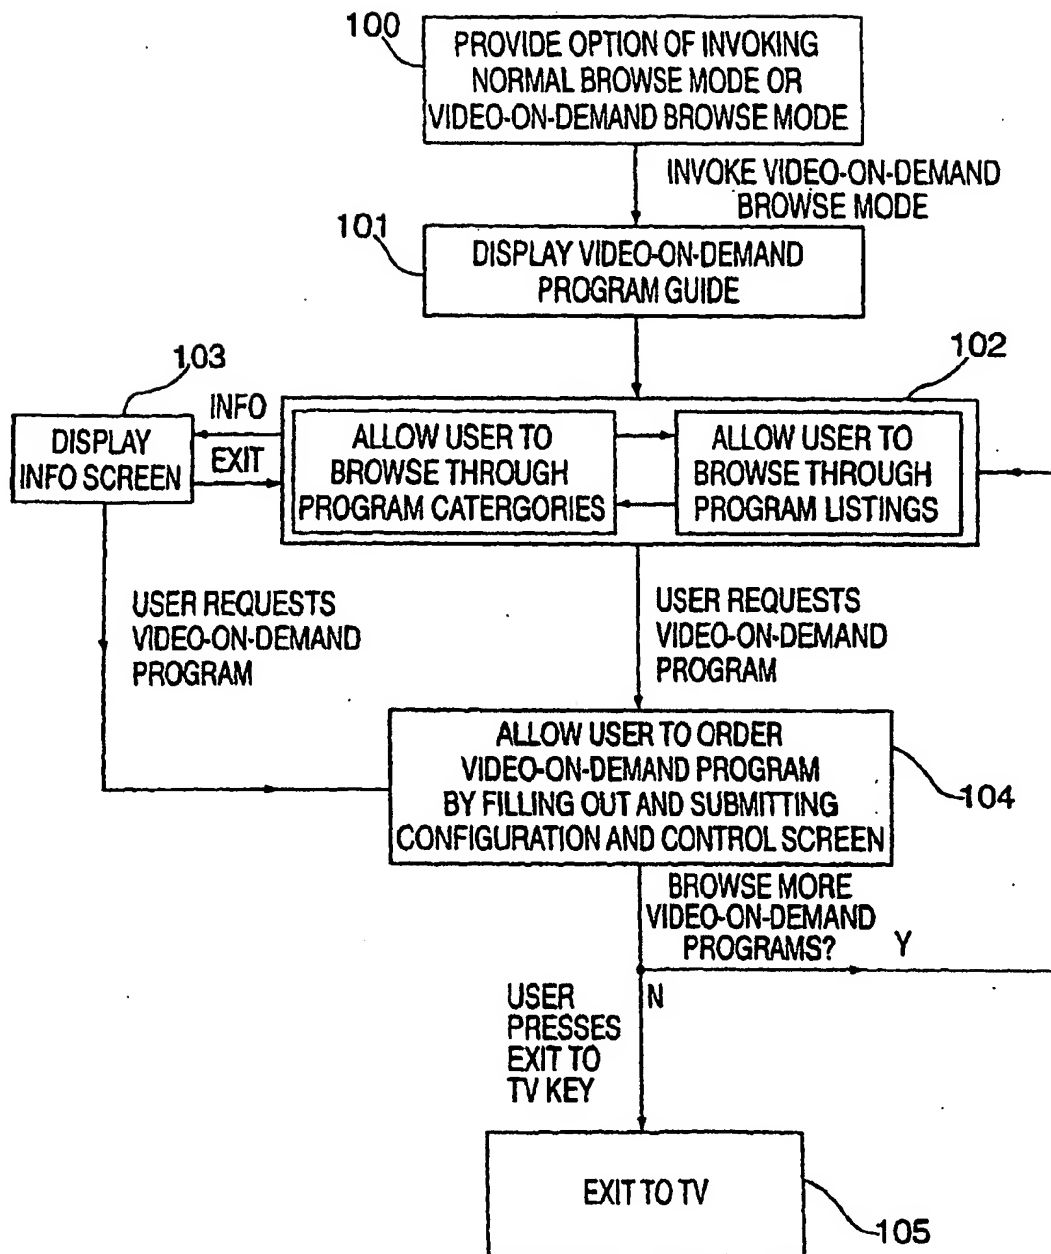 100
PROVIDE OPTION OF INVOKING
NORMAL BROWSE MODE OR
VIDEO-ON-DEMAND BROWSE MODE
INVOKE VIDEO-ON-DEMAND
BROWSE MODE
101
DISPLAY VIDEO-ON-DEMAND
PROGRAM GUIDE
103
102
DISPLAY
INFO SCREEN
INFO
EXIT
ALLOW USER TO
BROWSE THROUGH
PROGRAM CATERGORIES
ALLOW USER TO
BROWSE THROUGH
PROGRAM LISTINGS
USER REQUESTS
VIDEO-ON-DEMAND
PROGRAM
USER REQUESTS
VIDEO-ON-DEMAND
PROGRAM
ALLOW USER TO ORDER
VIDEO-ON-DEMAND PROGRAM
BY FILLING OUT AND SUBMITTING
CONFIGURATION AND CONTROL SCREEN
104
BROWSE MORE
VIDEO-ON-DEMAND
PROGRAMS?
Y
N
USER
PRESSES
EXIT TO
TV KEY
EXIT TO TV
105